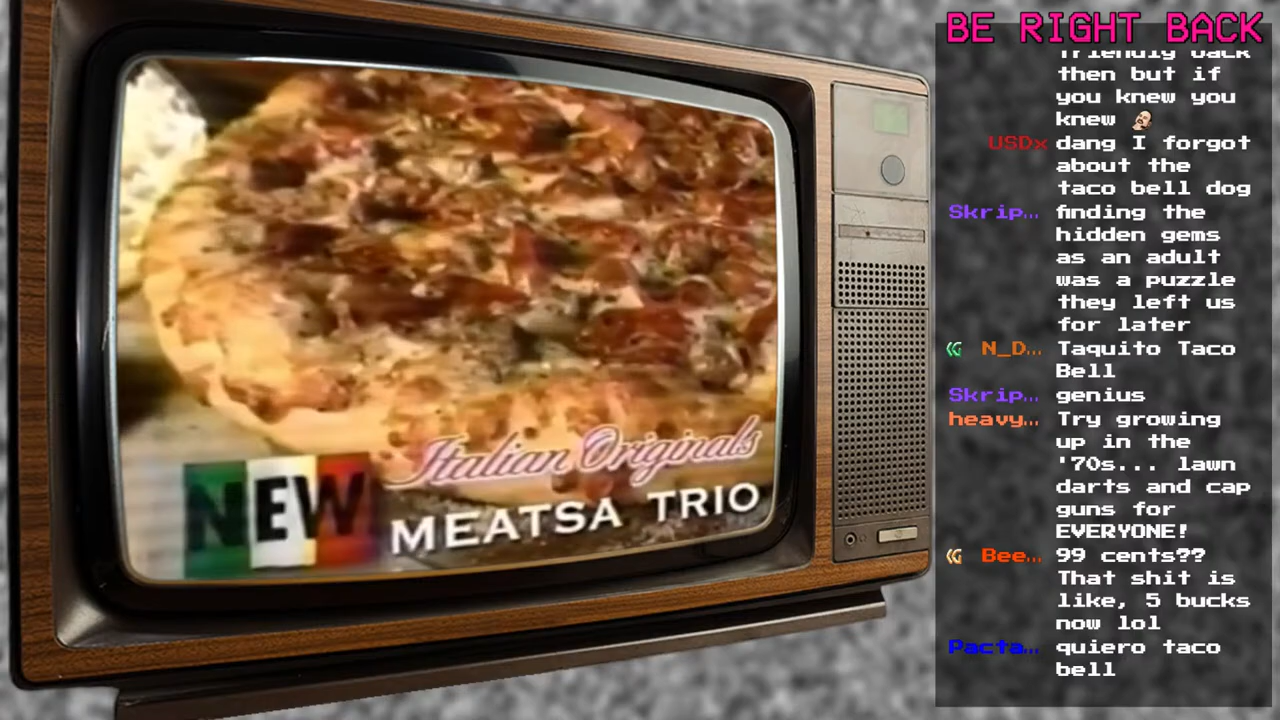 BE RIGHT BACK
friendly back
then but if
you knew you
knew
USDx dang I forgot
about the
taco bell dog
Skrip... finding the
hidden gems
as an adult
was a puzzle
they left us
for later
N_D... Taquito Taco
Bell
Skrip... genius
heavy... Try growing
up in the
'70s... lawn
darts and cap
guns for
EVERYONE!
Bee... 99 cents??
That shit is
like, 5 bucks
now lol
Pacta... quiero taco
bell
Italian Originals
NEW MEATSA TRIO